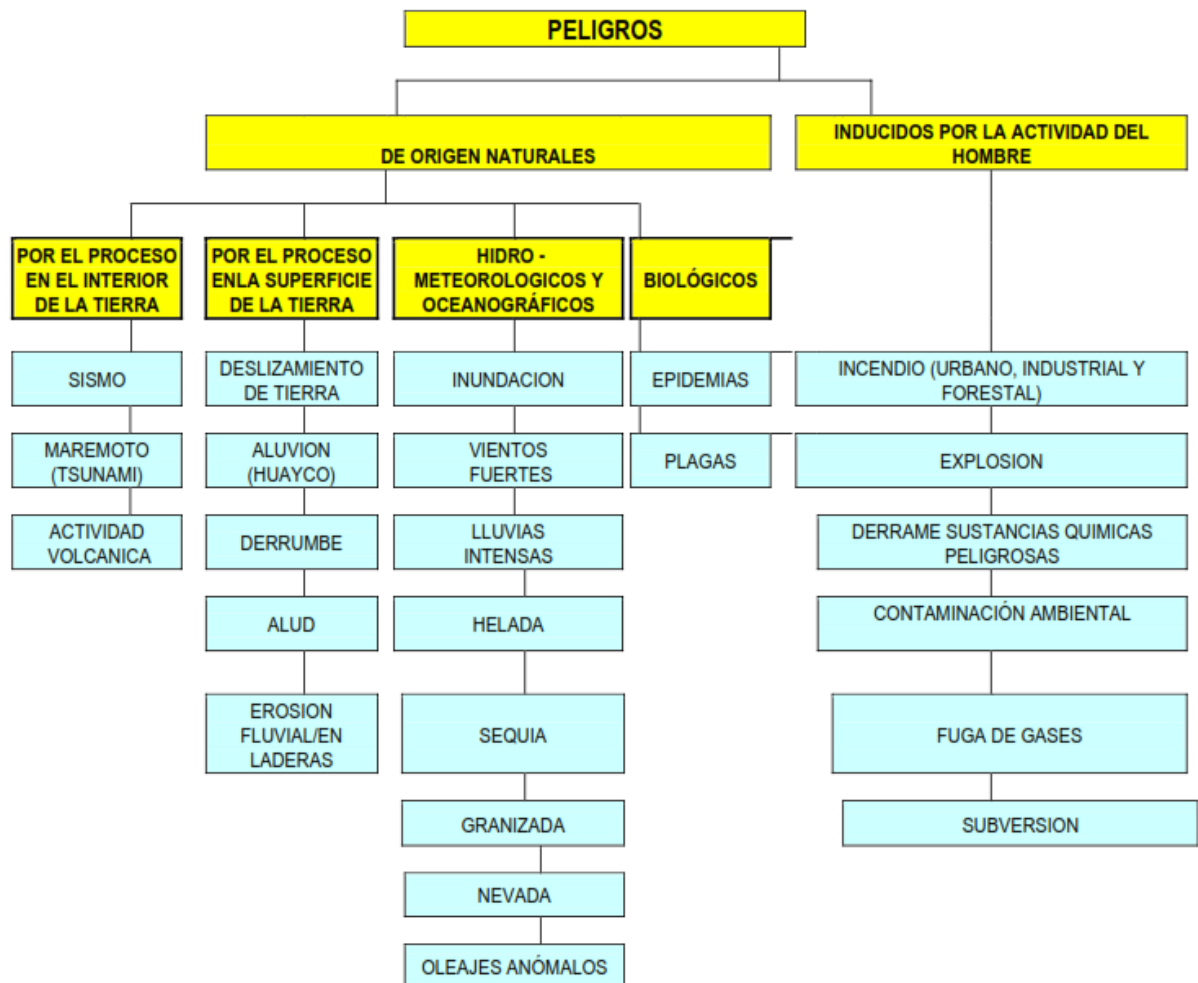 PELIGROS
DE ORIGEN NATURALES
INDUCIDOS POR LA ACTIVIDAD DEL
HOMBRE
POR EL PROCESO
EN EL INTERIOR
DE LA TIERRA
POR EL PROCESO
ENLA SUPERFICIE
DE LA TIERRA
HIDRO -
METEOROLOGICOS Y
OCEANOGRÁFICOS
BIOLÓGICOS
SISMO
MAREMOTO
(TSUNAMI)
ACTIVIDAD
VOLCANICA
DESLIZAMIENTO
DE TIERRA
ALUVION
(HUAYCO)
DERRUMBE
ALUD
EROSION
FLUVIAL/EN
LADERAS
INUNDACION
VIENTOS
FUERTES
LLUVIAS
INTENSAS
HELADA
SEQUIA
GRANIZADA
NEVADA
OLEAJES ANÓMALOS
EPIDEMIAS
PLAGAS
INCENDIO (URBANO, INDUSTRIAL Y
FORESTAL)
EXPLOSION
DERRAME SUSTANCIAS QUIMICAS
PELIGROSAS
CONTAMINACIÓN AMBIENTAL
FUGA DE GASES
SUBVERSION